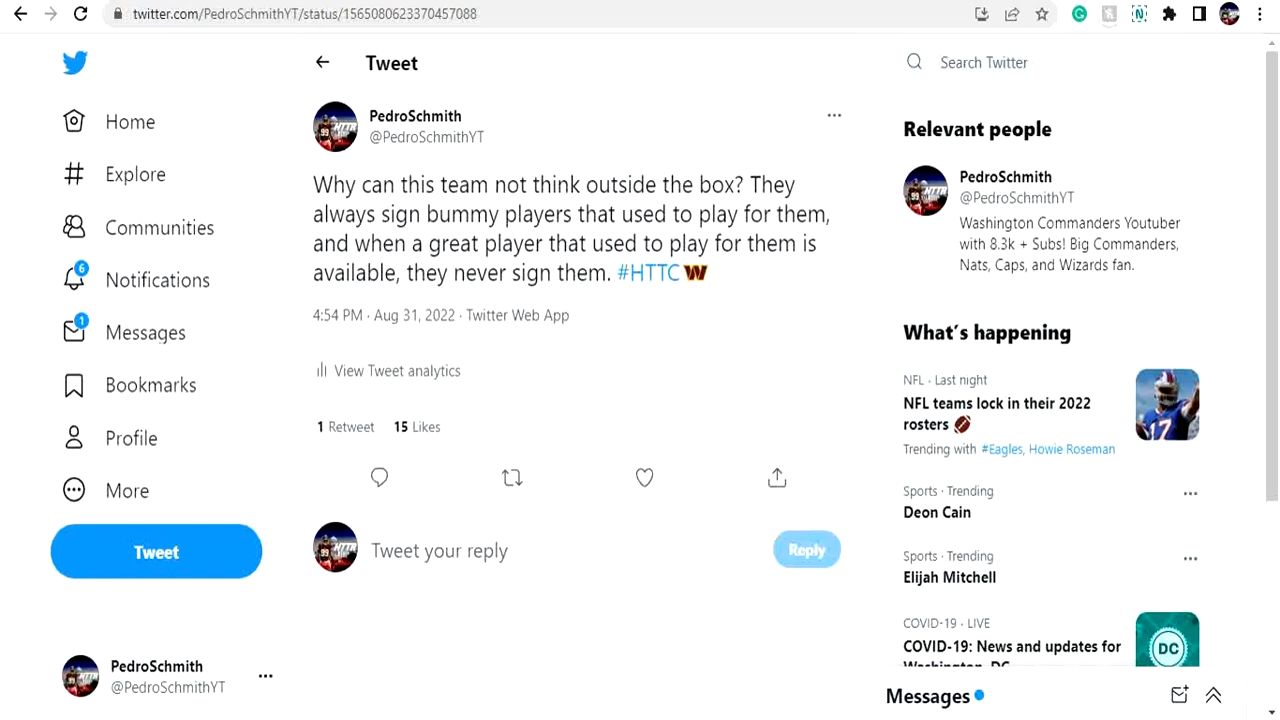 twitter.com/PedroSchmithYT/status/1565080623370457088
Home
Explore
Communities
6
Notifications
1
Messages
Bookmarks
Profile
More
Tweet
PedroSchmith
@PedroSchmithYT
Tweet
PedroSchmith
@PedroSchmithYT
Why can this team not think outside the box? They
always sign bummy players that used to play for them,
and when a great player that used to play for them is
available, they never sign them. #HTTC
4:54 PM · Aug 31, 2022 · Twitter Web App
View Tweet analytics
1 Retweet 15 Likes
Tweet your reply
Reply
Search Twitter
Relevant people
PedroSchmith
@PedroSchmithYT
Washington Commanders Youtuber
with 8.3k + Subs! Big Commanders,
Nats, Caps, and Wizards fan.
What's happening
NFL · Last night
NFL teams lock in their 2022
rosters
Trending with #Eagles, Howie Roseman
17
Sports · Trending
Deon Cain
Sports · Trending
Elijah Mitchell
COVID-19 · LIVE
COVID-19: News and updates for
Washington, DC
DC
Messages